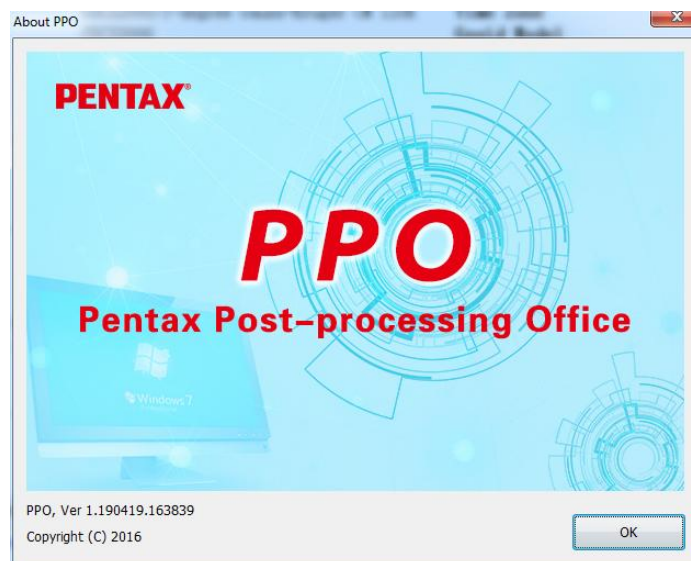 About PPO
PENTAX®
PPO
Pentax Post-processing Office
Windows 7
PPO, Ver 1.190419.163839
Copyright (C) 2016
OK